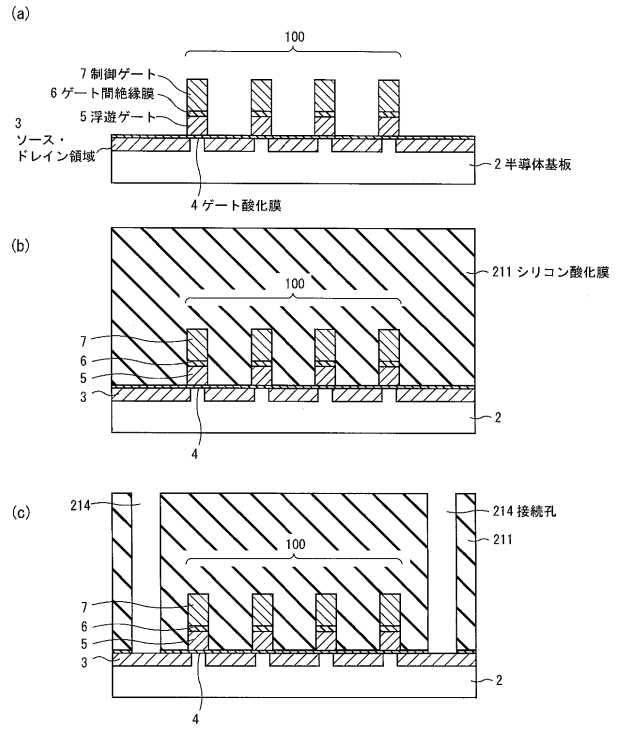 (a)
100
7 制御ゲート
6 ゲート間絶縁膜
5 浮遊ゲート
3
ソース・
ドレイン領域
2 半導体基板
4 ゲート酸化膜
(b)
211 シリコン酸化膜
100
7
6
5
3
2
4
(c)
214
214 接続孔
211
100
7
6
5
3
2
4